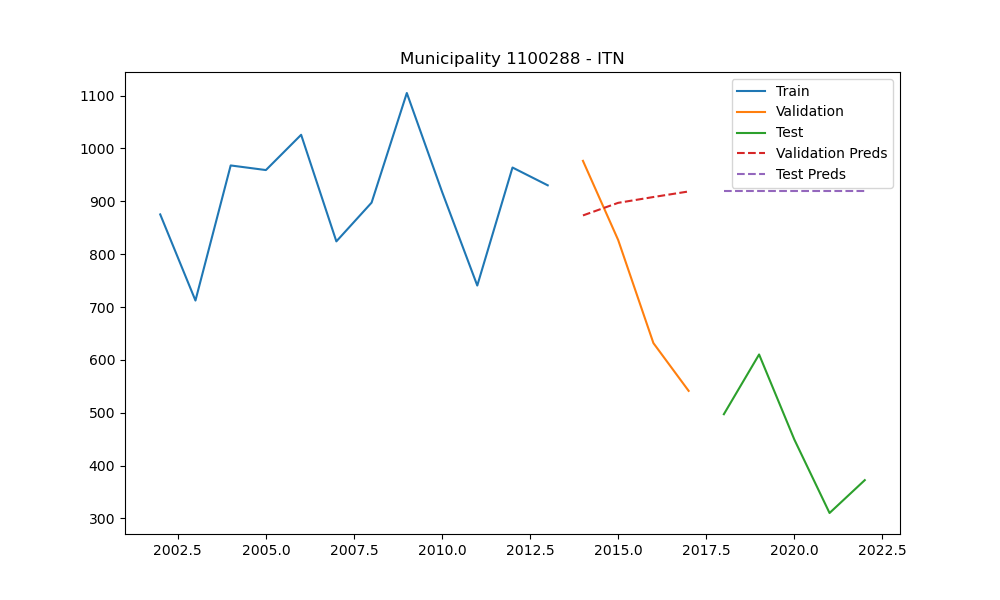 Municipality 1100288 - ITN
1100
1000
900
800
700
600
500
400
300
2002.5 2005.0 2007.5 2010.0 2012.5 2015.0 2017.5 2020.0 2022.5
Train
Validation
Test
Validation Preds
Test Preds